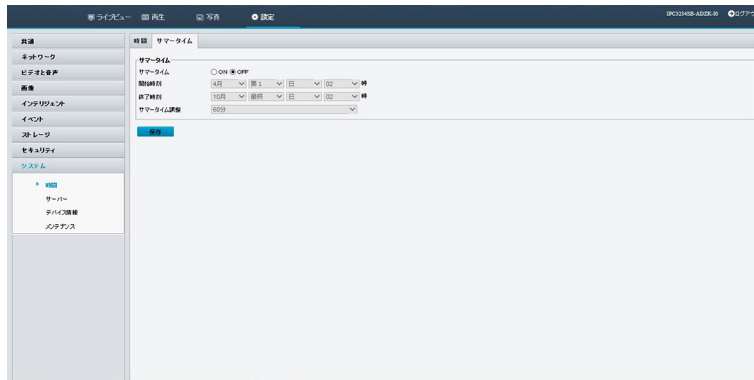 ライブビュー 再生 写真 設定 IPC3234SB-ADZK-I0 ログアウ
共通
ネットワーク
ビデオと音声
画像
インテリジェント
イベント
ストレージ
セキュリティ
システム
時間
サーバー
デバイス情報
メンテナンス
時間 サマータイム
サマータイム
サマータイム ON OFF
開始時刻 4月 第1 日 02 時
終了時刻 10月 最終 日 02 時
サマータイム調整 60分
保存